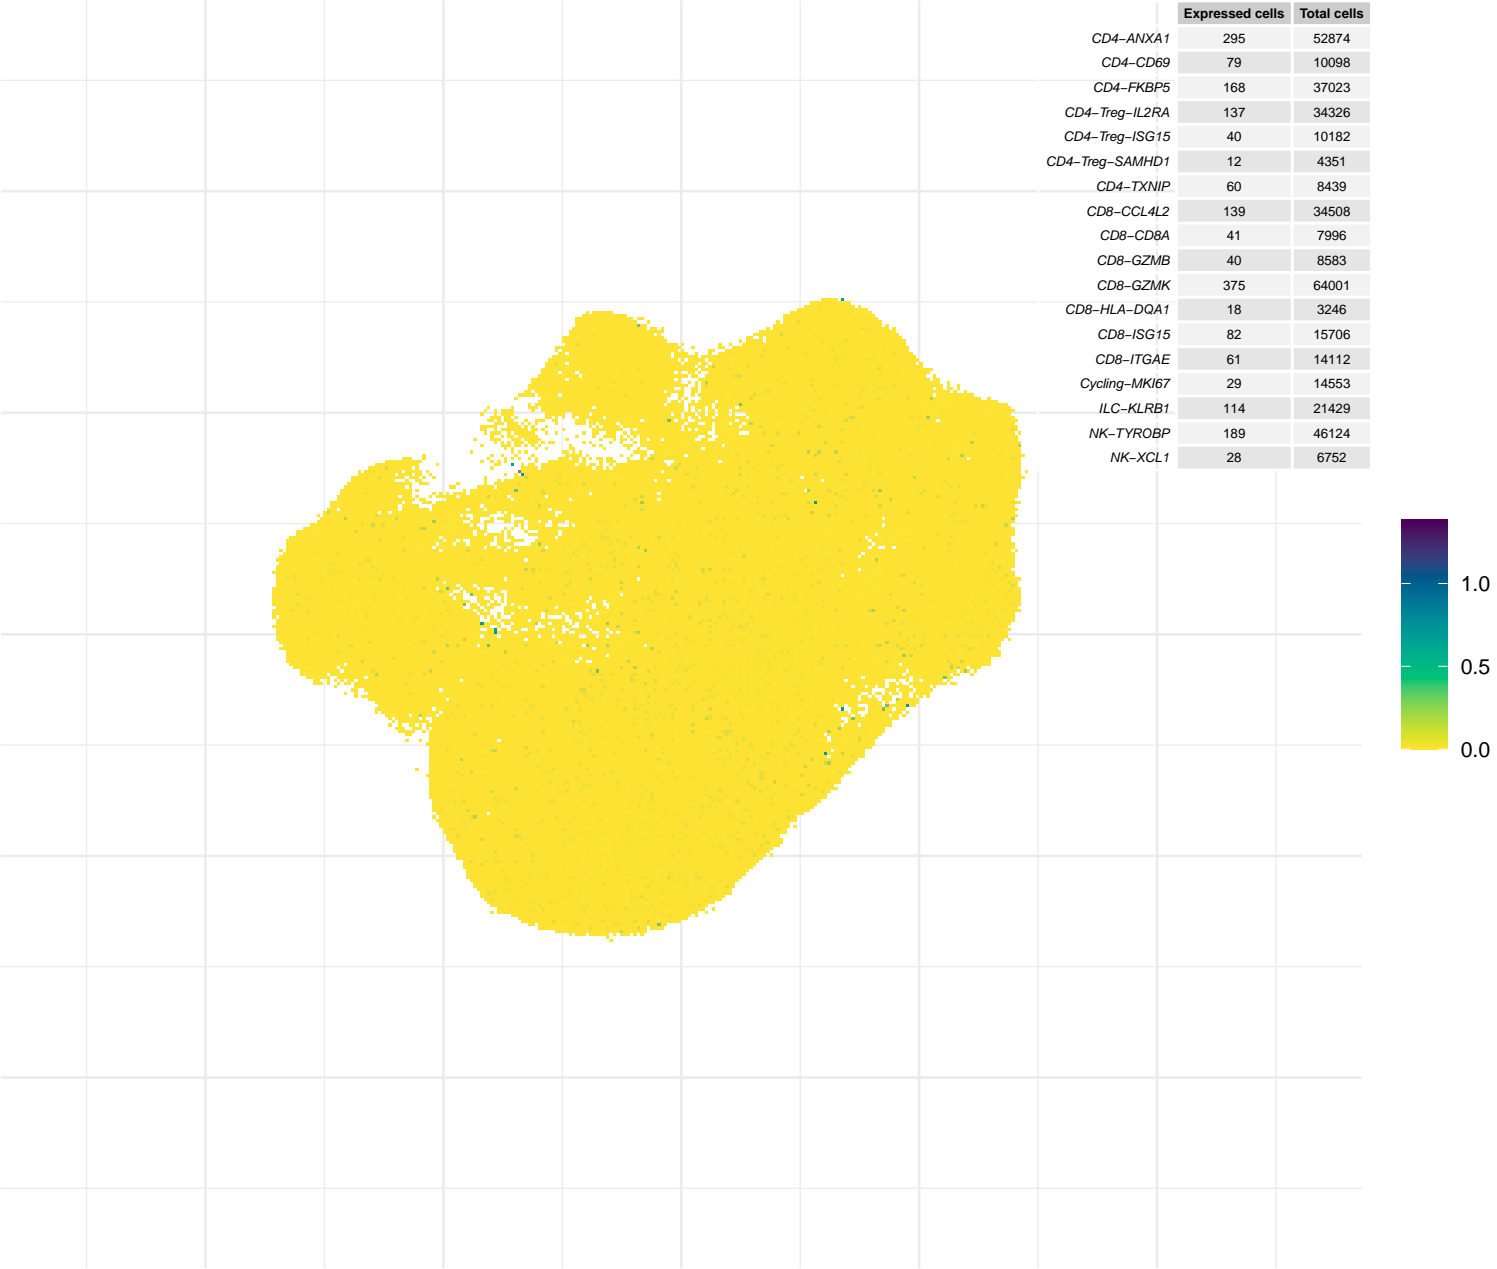 Expressed cells Total cells
CD4−ANXA1 295 52874
CD4−CD69 79 10098
CD4−FKBP5 168 37023
CD4−Treg−IL2RA 137 34326
CD4−Treg−ISG15 40 10182
CD4−Treg−SAMHD1 12 4351
CD4−TXNIP 60 8439
CD8−CCL4L2 139 34508
CD8−CD8A 41 7996
CD8−GZMB 40 8583
CD8−GZMK 375 64001
CD8−HLA−DQA1 18 3246
CD8−ISG15 82 15706
CD8−ITGAE 61 14112
Cycling−MKI67 29 14553
ILC−KLRB1 114 21429
NK−TYROBP 189 46124
NK−XCL1 28 6752
1.0
0.5
0.0